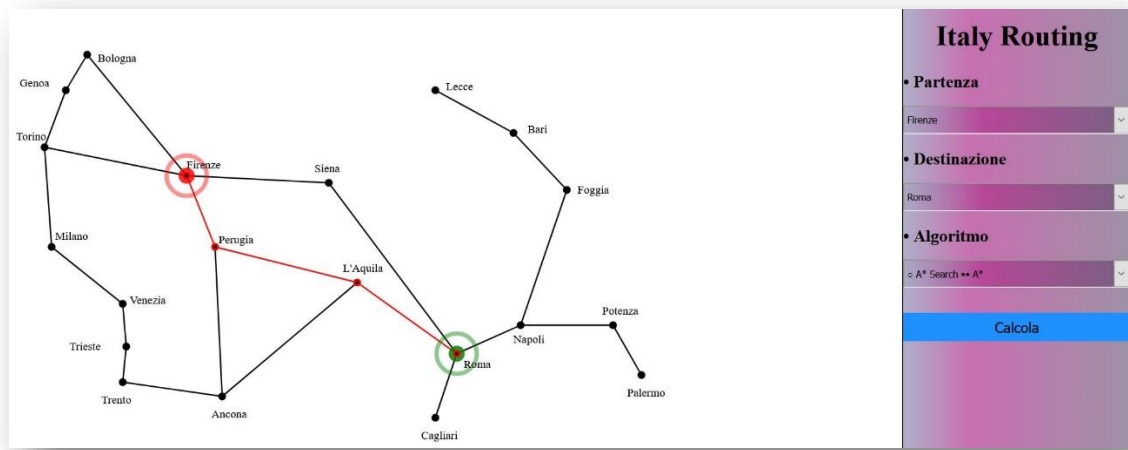 Bologna
Genoa
Torino
Firenze
Siena
Lecce
Bari
Foggia
Milano
Perugia
L'Aquila
Venezia
Trieste
Trento
Ancona
Roma
Napoli
Potenza
Palermo
Cagliari
Italy Routing
• Partenza
Firenze
• Destinazione
Roma
• Algoritmo
○ A* Search •• A*
Calcola